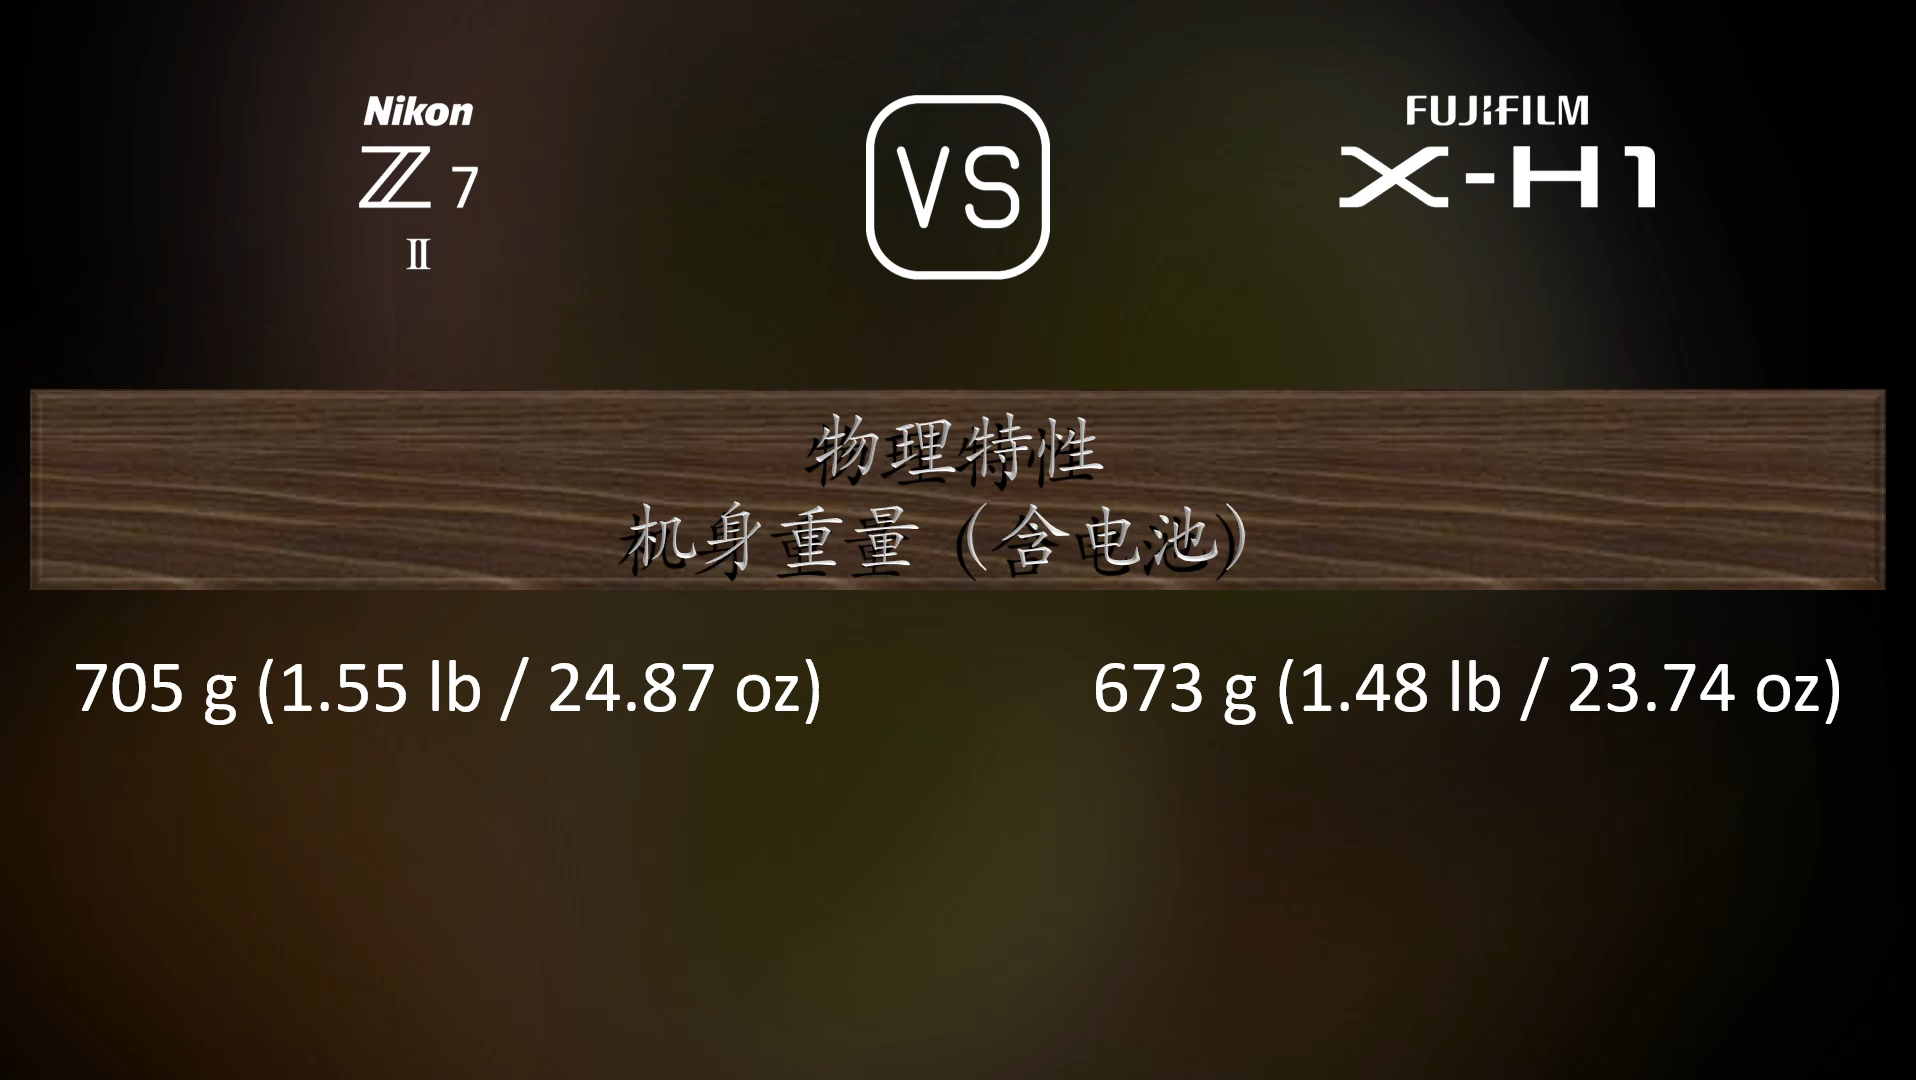 Nikon
Z 7
II
VS
FUJIFILM
X-H1
物理特性
机身重量（含电池）
705 g (1.55 lb / 24.87 oz)
673 g (1.48 lb / 23.74 oz)